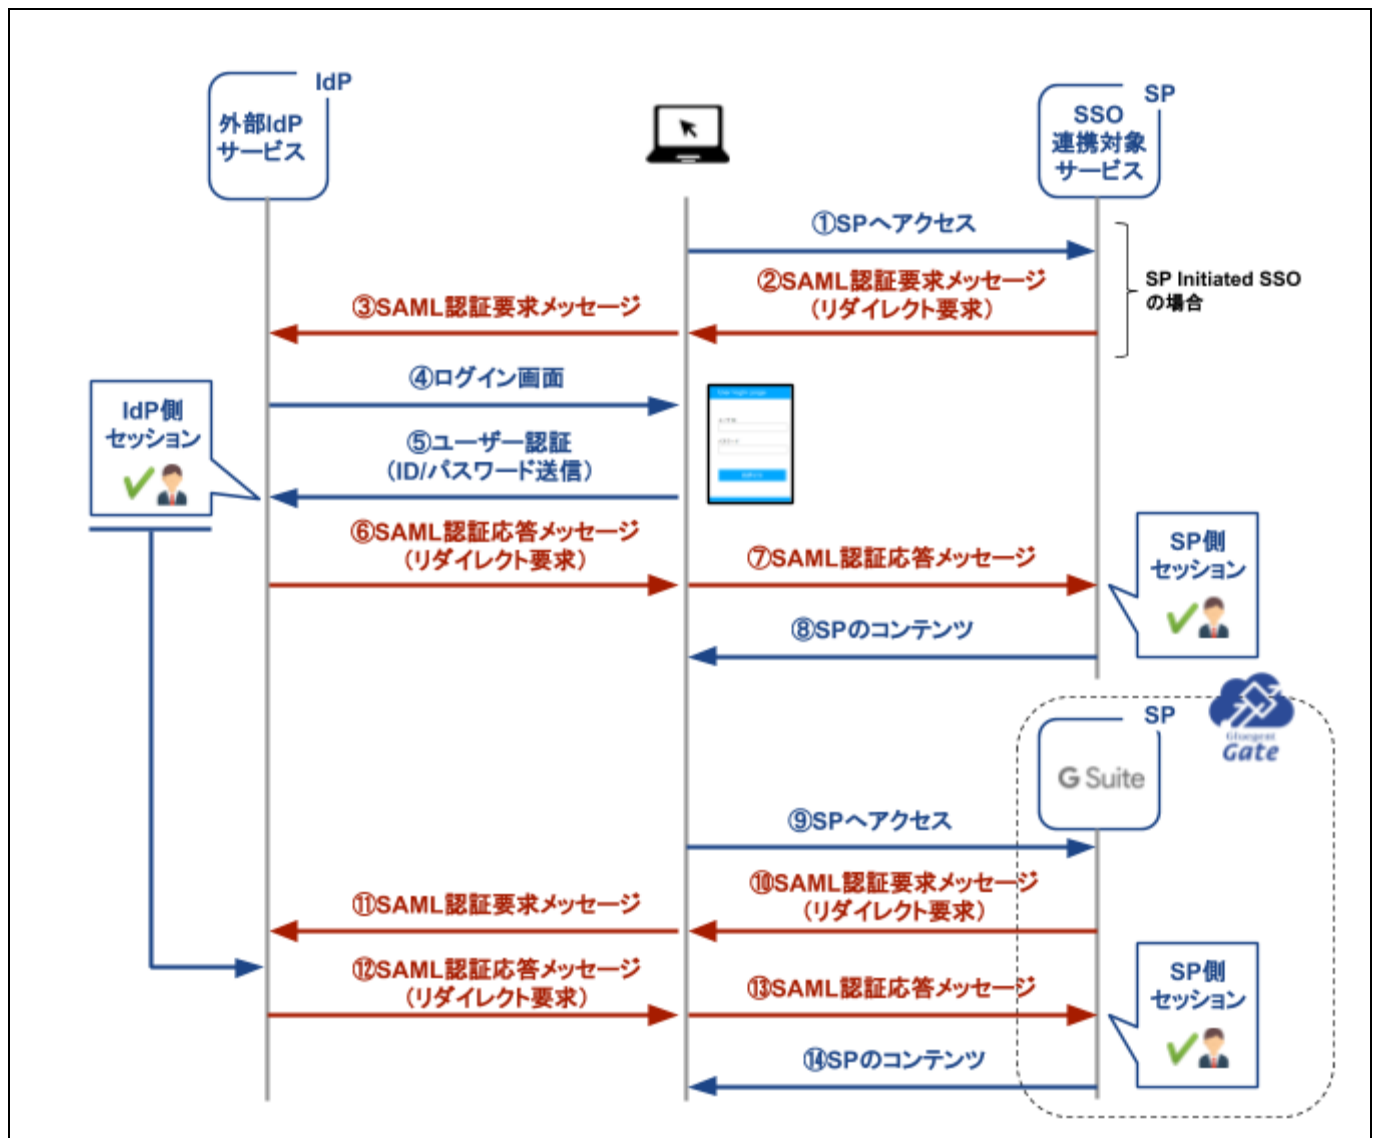 IdP
外部IdP
サービス
SP
SSO
連携対象
サービス
①SPへアクセス
②SAML認証要求メッセージ
（リダイレクト要求）
SP Initiated SSO
の場合
③SAML認証要求メッセージ
④ログイン画面
IdP側
セッション
⑤ユーザー認証
（ID/パスワード送信）
⑥SAML認証応答メッセージ
（リダイレクト要求）
⑦SAML認証応答メッセージ
SP側
セッション
⑧SPのコンテンツ
SP
G Suite
Gluegent
Gate
⑨SPへアクセス
⑩SAML認証要求メッセージ
（リダイレクト要求）
⑪SAML認証要求メッセージ
⑫SAML認証応答メッセージ
（リダイレクト要求）
⑬SAML認証応答メッセージ
SP側
セッション
⑭SPのコンテンツ